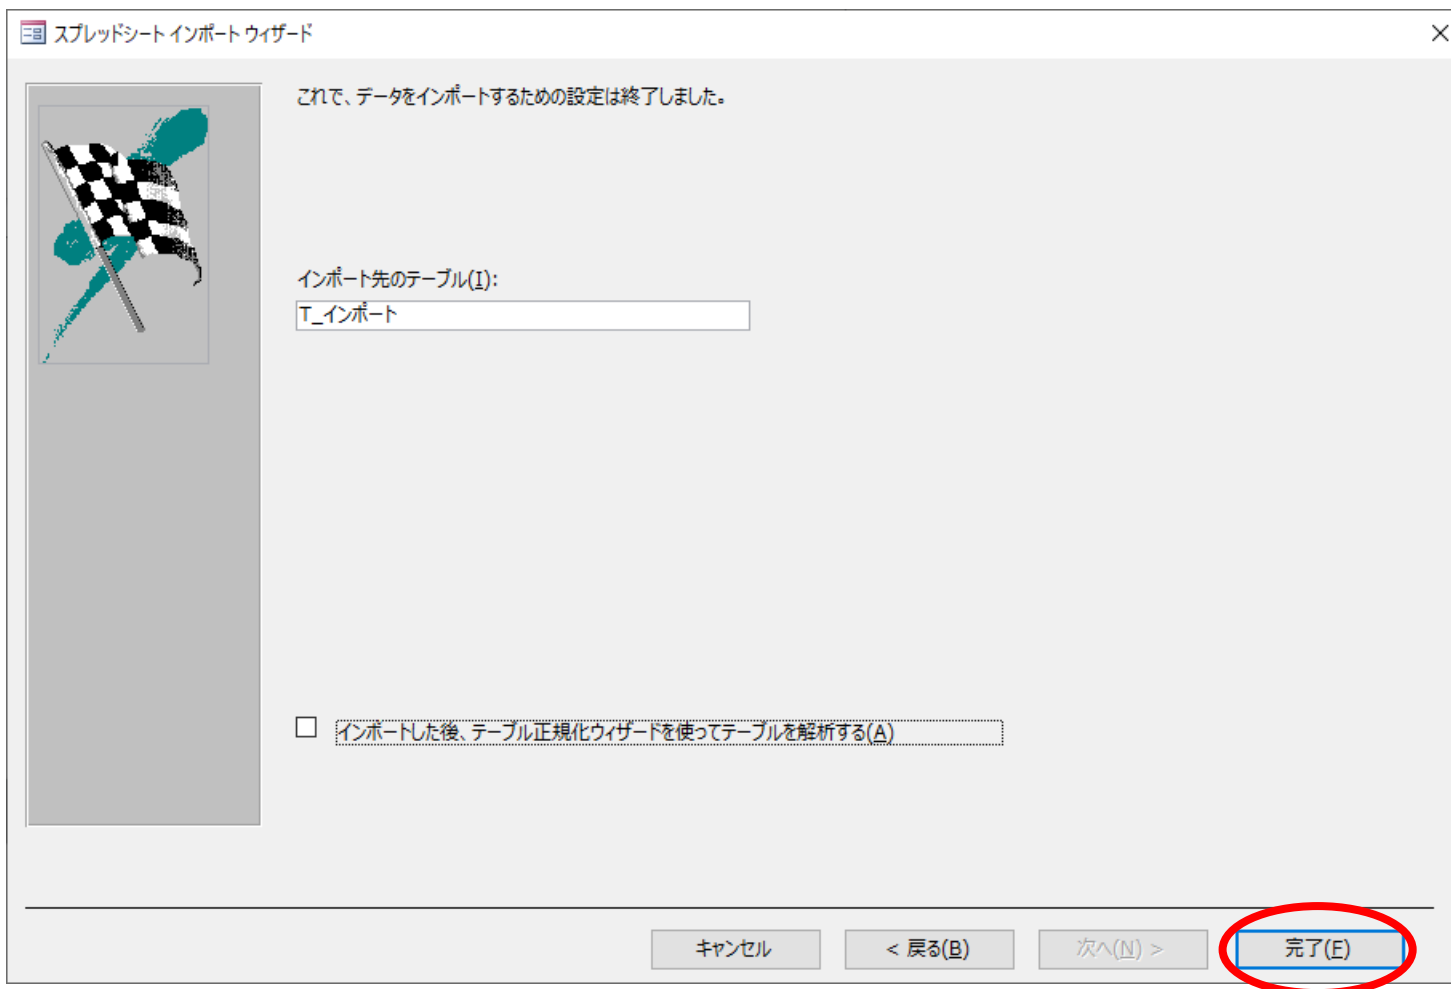 スプレッドシート インポート ウィザード
これで、データをインポートするための設定は終了しました。
インポート先のテーブル(I):
T_インポート
インポートした後、テーブル正規化ウィザードを使ってテーブルを解析する(A)
キャンセル
< 戻る(B)
次へ(N) >
完了(F)